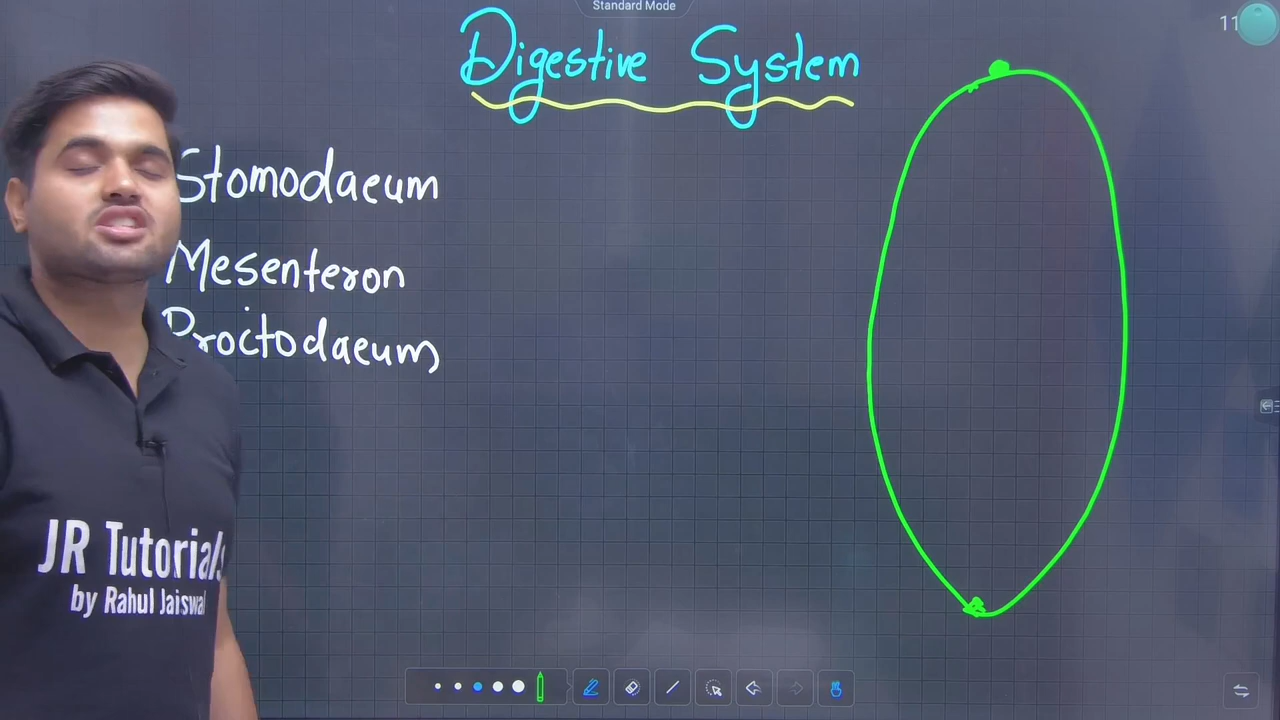 Standard Mode
11
Digestive System
Stomodaeum
Mesenteron
Proctodaeum
JR Tutorials
by Rahul Jaiswal